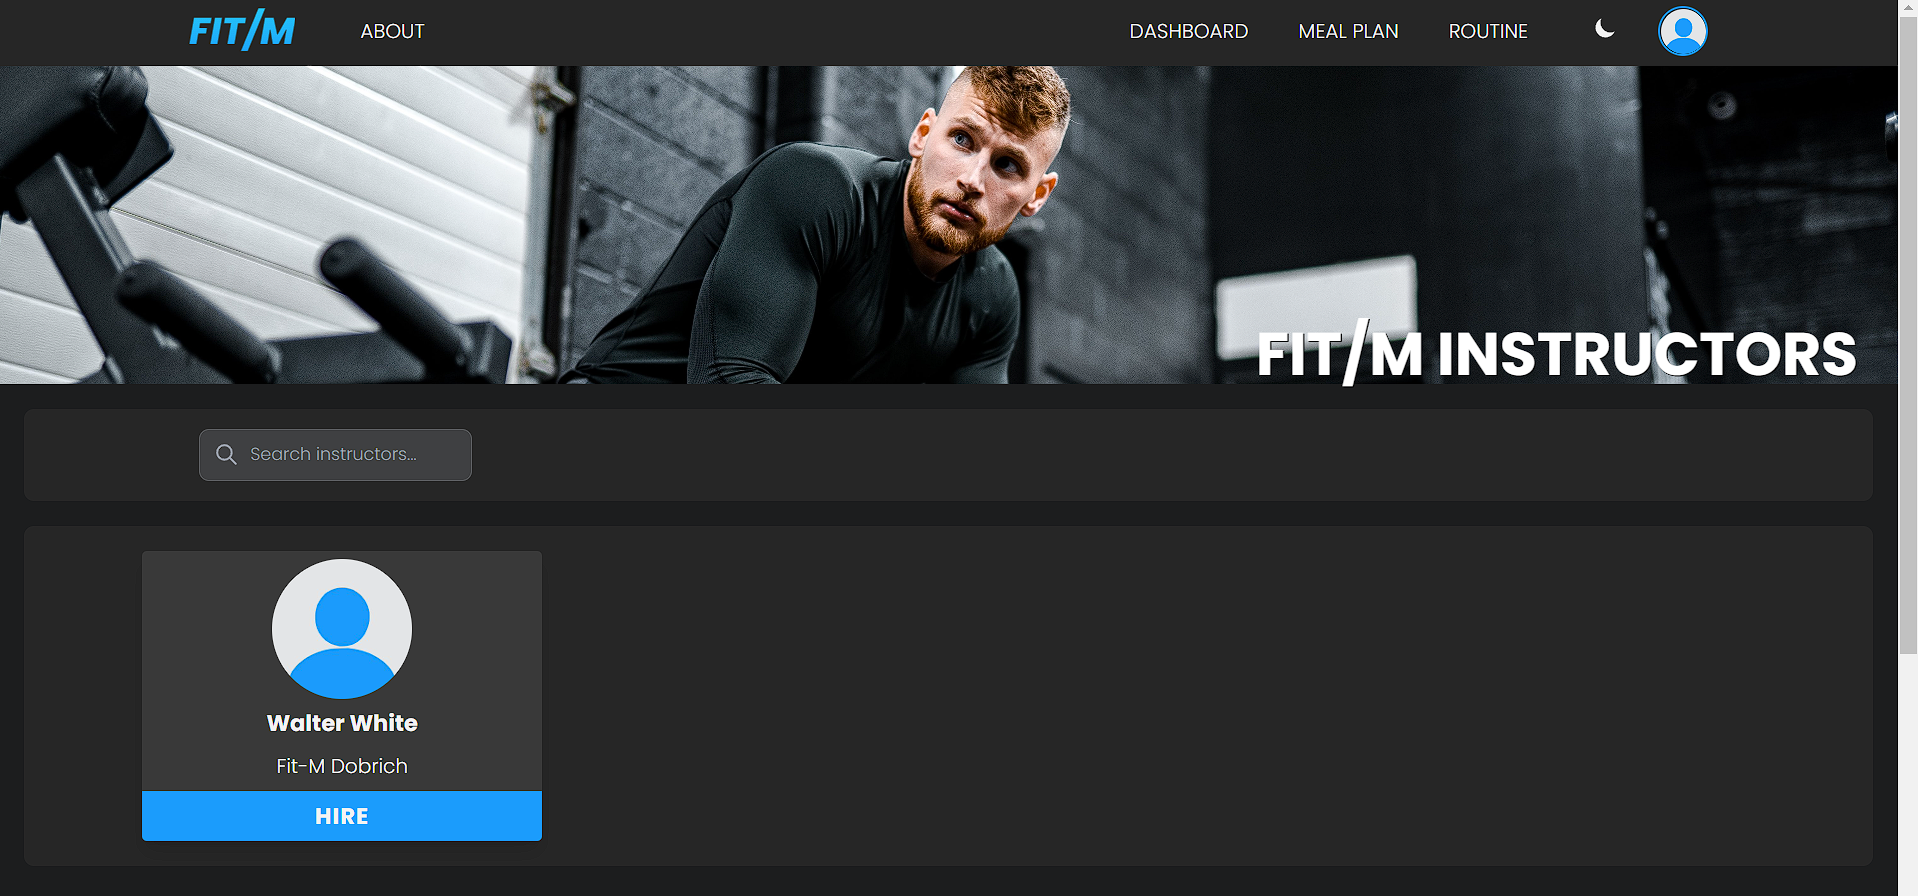 FIT/M
ABOUT
DASHBOARD
MEAL PLAN
ROUTINE
FIT/M INSTRUCTORS
Search instructors...
Walter White
Fit-M Dobrich
HIRE